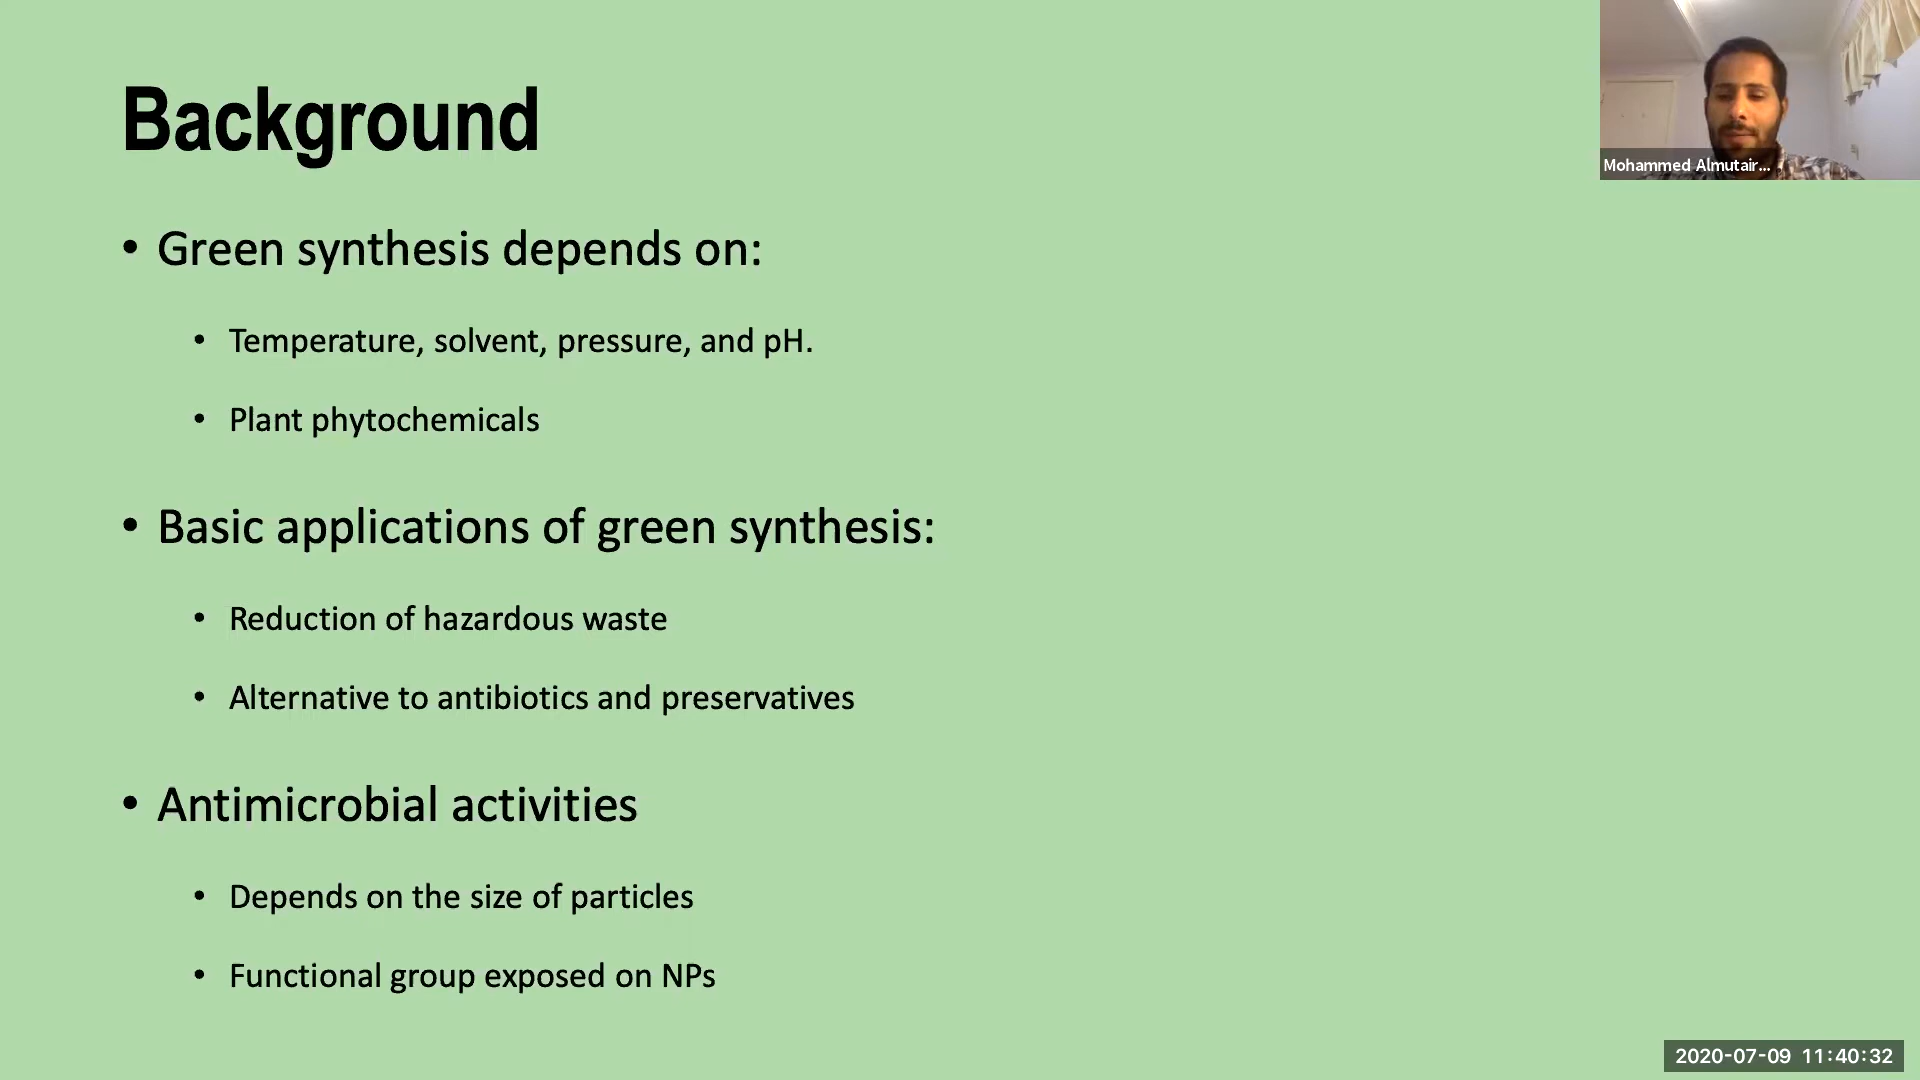 Background
Mohammed Almutair...
• Green synthesis depends on:
• Temperature, solvent, pressure, and pH.
• Plant phytochemicals
• Basic applications of green synthesis:
• Reduction of hazardous waste
• Alternative to antibiotics and preservatives
• Antimicrobial activities
• Depends on the size of particles
• Functional group exposed on NPs
2020-07-09 11:40:32